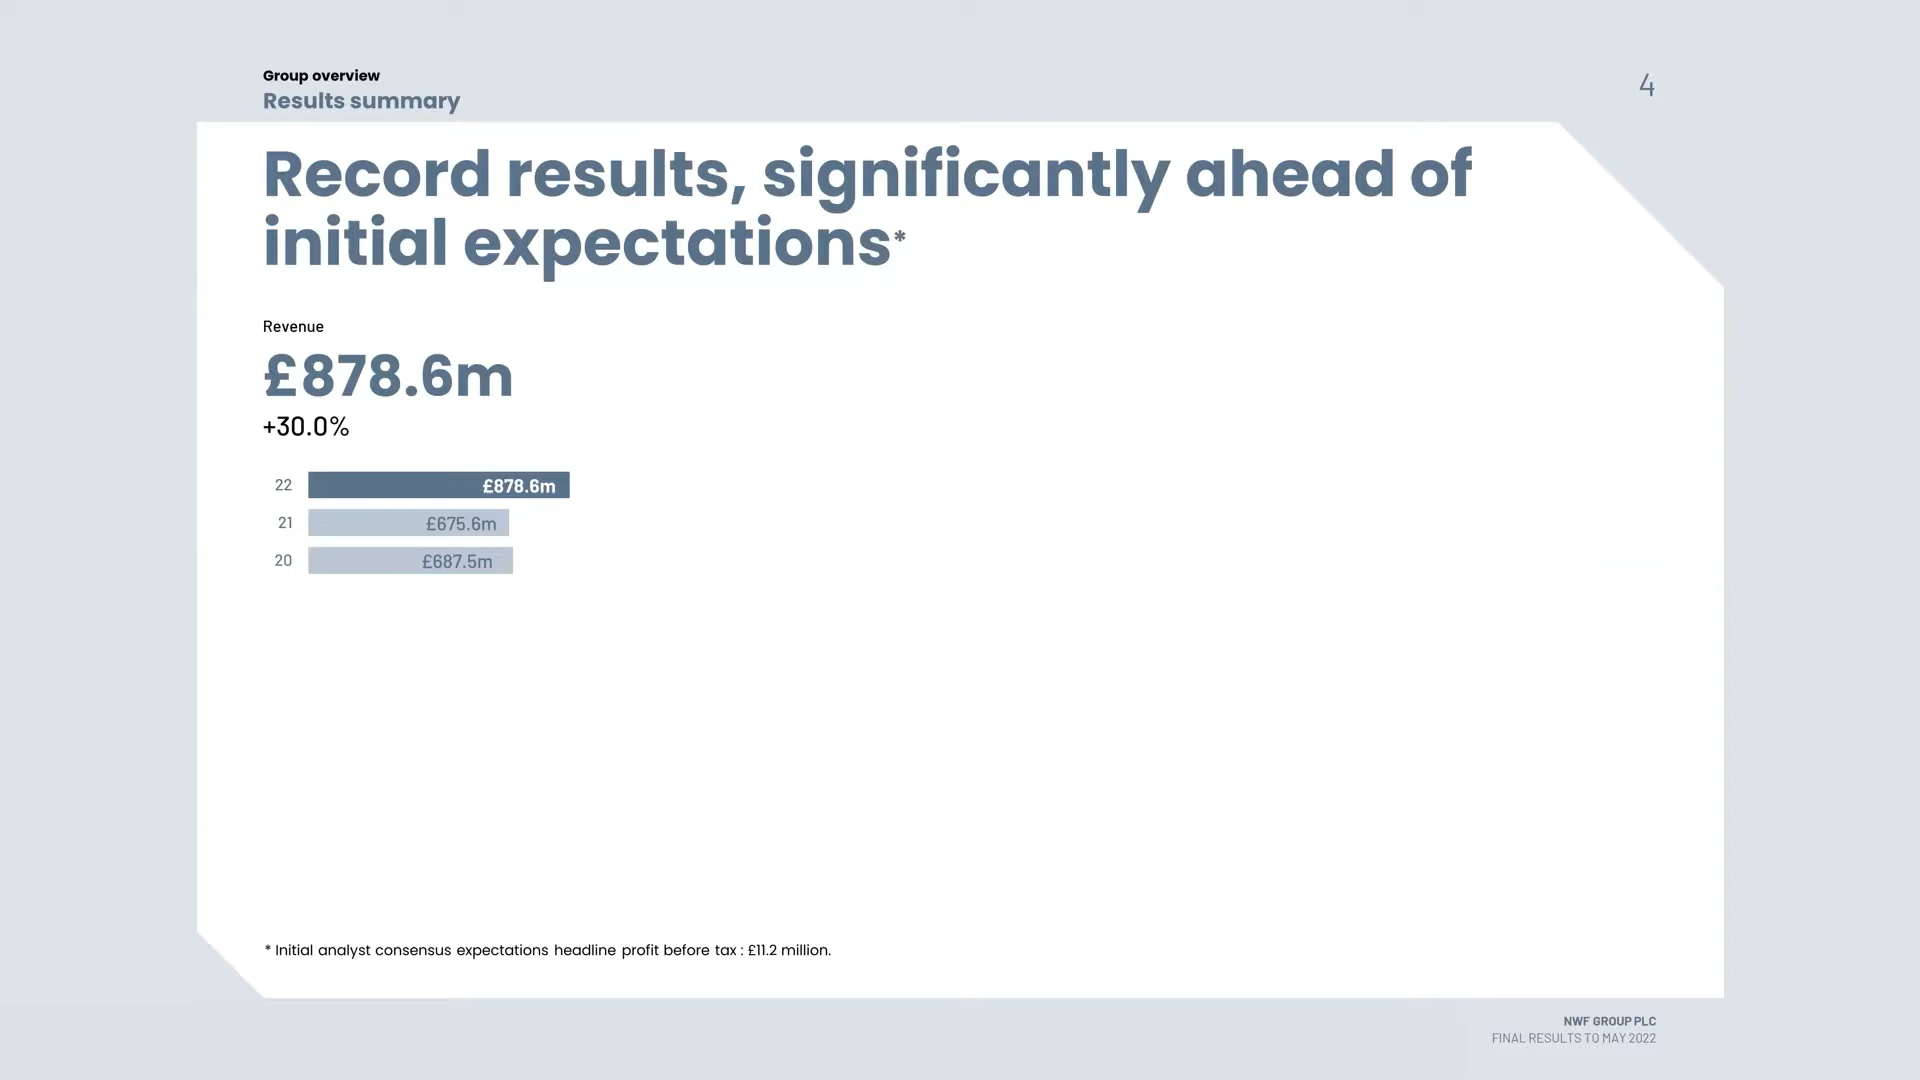 Group overview
Results summary
4
Record results, significantly ahead of
initial expectations*
Revenue
£878.6m
+30.0%
22 £878.6m
21 £675.6m
20 £687.5m
* Initial analyst consensus expectations headline profit before tax : £11.2 million.
NWF GROUP PLC
FINAL RESULTS TO MAY 2022